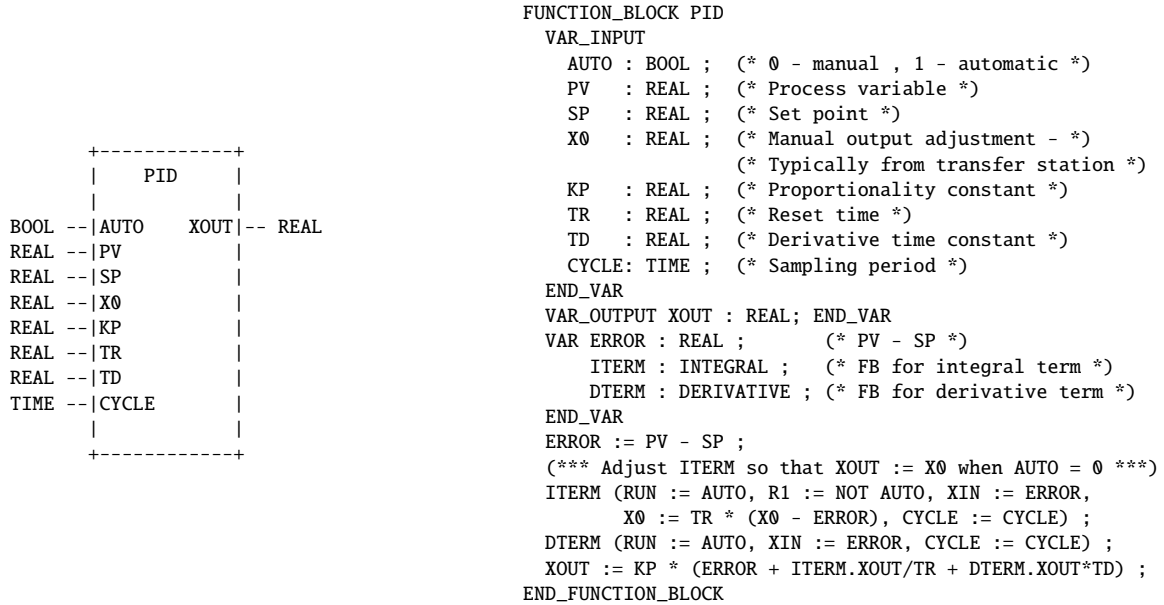 +------------+
|     PID     |
|            |
BOOL --|AUTO    XOUT|-- REAL
REAL --|PV          |
REAL --|SP          |
REAL --|X0          |
REAL --|KP          |
REAL --|TR          |
REAL --|TD          |
TIME --|CYCLE       |
|            |
+------------+
FUNCTION_BLOCK PID
VAR_INPUT
AUTO : BOOL ;  (* 0 - manual , 1 - automatic *)
PV   : REAL ;  (* Process variable *)
SP   : REAL ;  (* Set point *)
X0   : REAL ;  (* Manual output adjustment - *)
(* Typically from transfer station *)
KP   : REAL ;  (* Proportionality constant *)
TR   : REAL ;  (* Reset time *)
TD   : REAL ;  (* Derivative time constant *)
CYCLE: TIME ;  (* Sampling period *)
END_VAR
VAR_OUTPUT XOUT : REAL; END_VAR
VAR ERROR : REAL ;        (* PV - SP *)
ITERM : INTEGRAL ;   (* FB for integral term *)
DTERM : DERIVATIVE ; (* FB for derivative term *)
END_VAR
ERROR := PV - SP ;
(*** Adjust ITERM so that XOUT := X0 when AUTO = 0 ***)
ITERM (RUN := AUTO, R1 := NOT AUTO, XIN := ERROR,
X0 := TR * (X0 - ERROR), CYCLE := CYCLE) ;
DTERM (RUN := AUTO, XIN := ERROR, CYCLE := CYCLE) ;
XOUT := KP * (ERROR + ITERM.XOUT/TR + DTERM.XOUT*TD) ;
END_FUNCTION_BLOCK